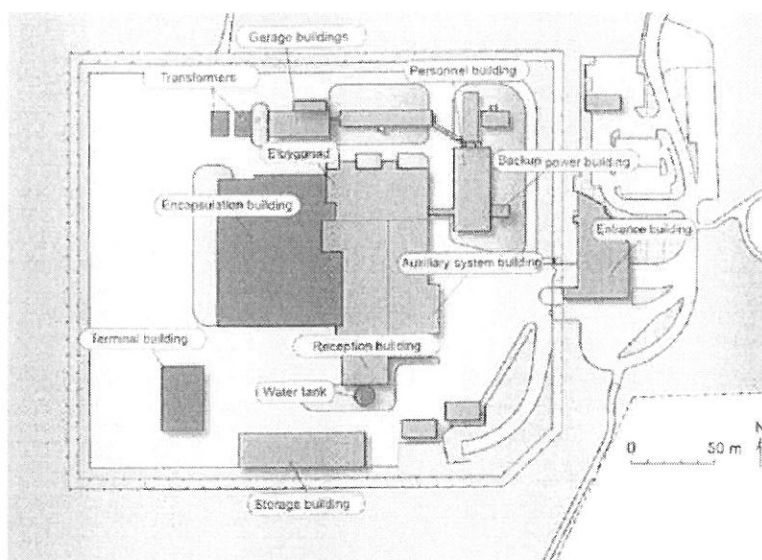 Garage buildings
Transformers
Personnel building
Backup power building
Encapsulation building
Entrance building
Auxiliary system building
Terminal building
Reception building
Water tank
0 50 m
N
Storage building